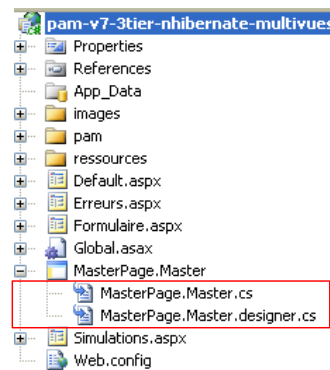 pam-v7-3tier-nhibernate-multivues
Properties
References
App_Data
images
pam
ressources
Default.aspx
Erreurs.aspx
Formulaire.aspx
Global.asax
MasterPage.Master
MasterPage.Master.cs
MasterPage.Master.designer.cs
Simulations.aspx
Web.config